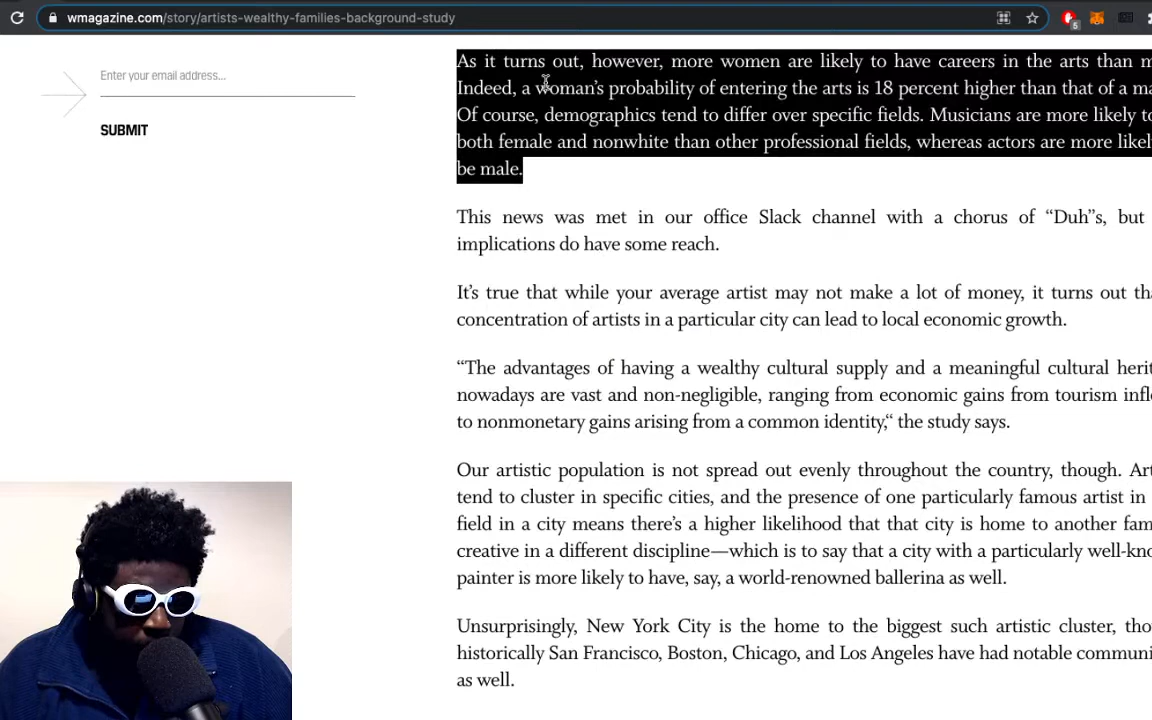 wmagazine.com/story/artists-wealthy-families-background-study
5
Enter your email address...
SUBMIT
As it turns out, however, more women are likely to have careers in the arts than
Indeed, a woman's probability of entering the arts is 18 percent higher than that of a
Of course, demographics tend to differ over specific fields. Musicians are more likely
both female and nonwhite than other professional fields, whereas actors are more
be male.
This news was met in our office Slack channel with a chorus of “Duh”s, but
implications do have some reach.
It's true that while your average artist may not make a lot of money, it turns out
concentration of artists in a particular city can lead to local economic growth.
“The advantages of having a wealthy cultural supply and a meaningful cultural
nowadays are vast and non-negligible, ranging from economic gains from tourism
to nonmonetary gains arising from a common identity,“ the study says.
Our artistic population is not spread out evenly throughout the country, though.
tend to cluster in specific cities, and the presence of one particularly famous artist in
field in a city means there's a higher likelihood that that city is home to another
creative in a different discipline—which is to say that a city with a particularly
painter is more likely to have, say, a world-renowned ballerina as well.
Unsurprisingly, New York City is the home to the biggest such artistic cluster,
historically San Francisco, Boston, Chicago, and Los Angeles have had notable
as well.